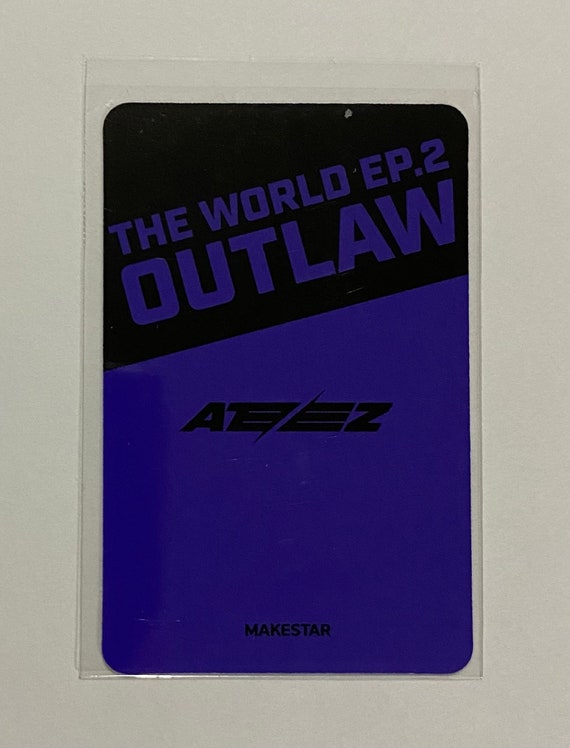 THE WORLD EP.2
OUTLAW
ATEEZ
MAKESTAR